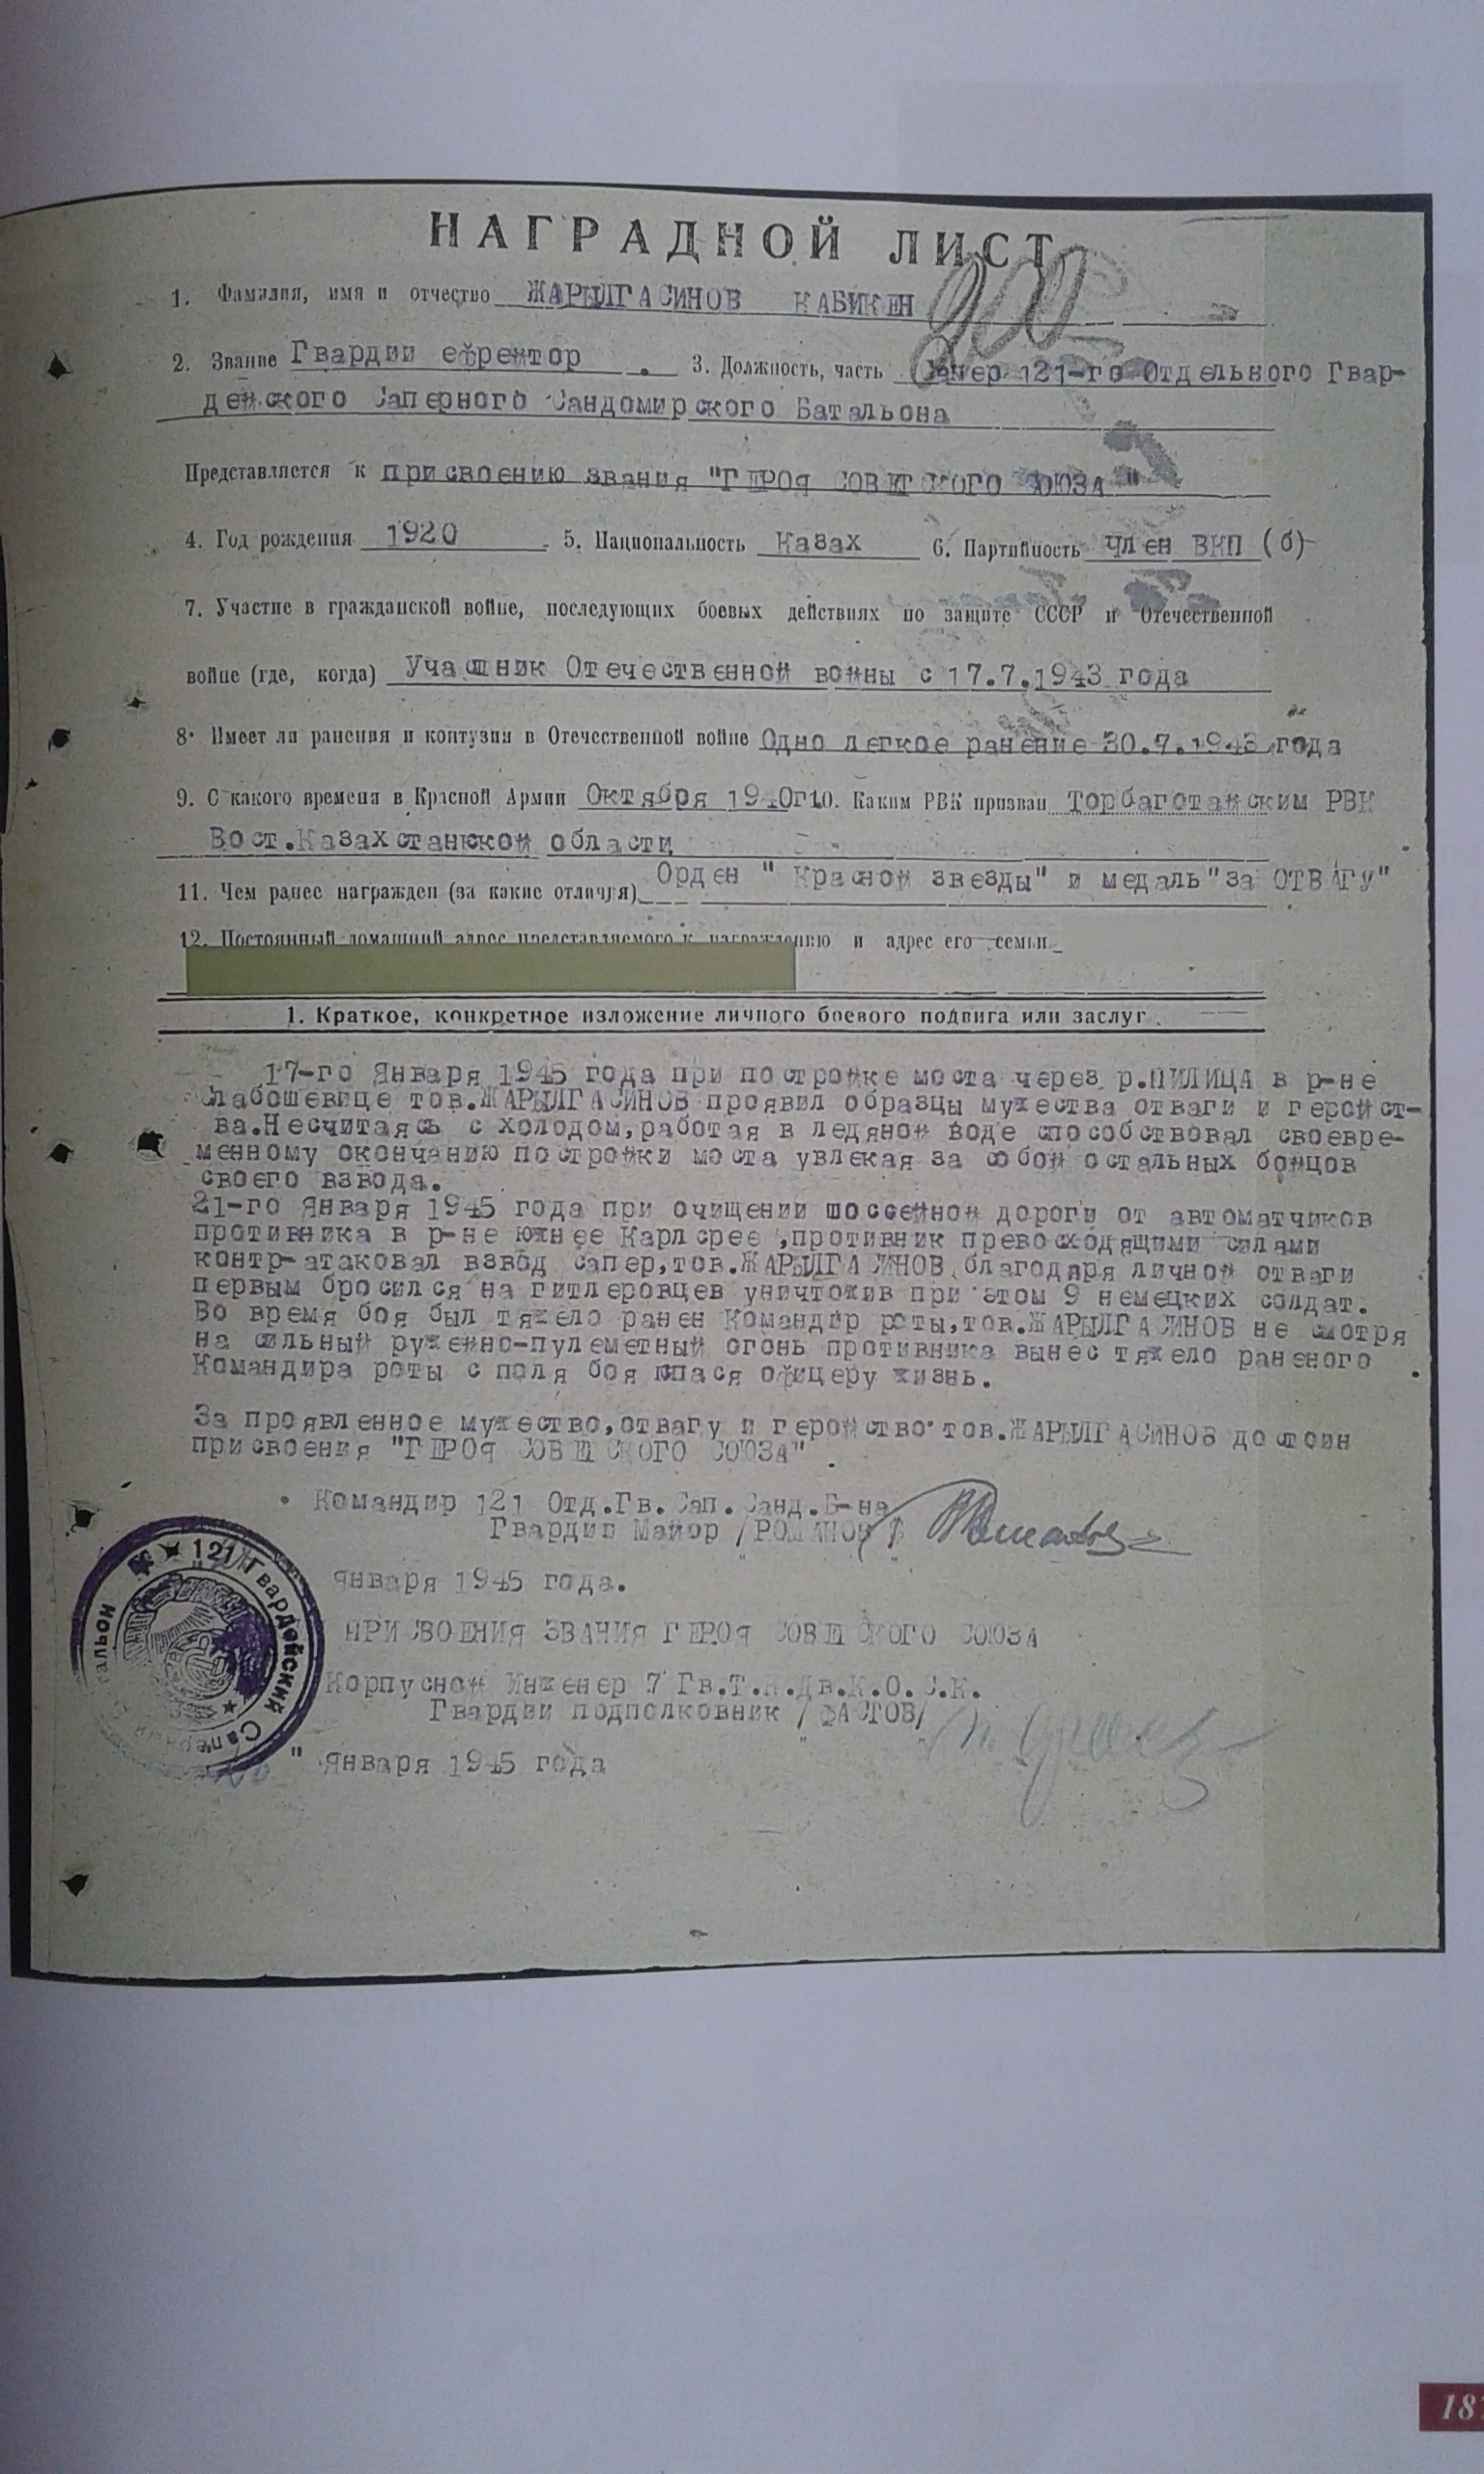 НАГРАДНОЙ ЛИСТ
1. Фамилия, имя и отчество ЖАРЫЛГАСИНОВ КАБИКЕН
2. Звание Гвардии ефректор . 3. Должность, часть Сапер 121-го Отдельного Гвар-
дейского Саперного Сандомирского Батальона
Представляется к присвоению звания "ГЕРОЯ СОВЕТСКОГО СОЮЗА"
4. Год рождения 1920 5. Национальность Казах 6. Партийность Член ВКП (б)
7. Участие в гражданской войне, последующих боевых действиях по защите СССР и Отечественной
войне (где, когда) Участник Отечественной войны с 17.7.1943 года
8. Имеет ли ранения и контузии в Отечественной войне Одно легкое ранение 30.7.1943 года
9. С какого времени в Красной Армии Октября 1940г 10. Каким РВК призван Торбаготайским РВК
Вост.Казахстанской области
11. Чем ранее награжден (за какие отличия) Орден "Красной звезды" и медаль "за ОТВАГУ"
12. Постоянный домашний адрес представляемого к награждению и адрес его семьи
1. Краткое, конкретное изложение личного боевого подвига или заслуг
17-го Января 1945 года при постройке моста через р.ПИЛИЦА в р-не
Слабошевице тов.ЖАРЫЛГАСИНОВ проявил образцы мужества отваги и геройст-
ва.Несчитаясь с холодом,работая в ледяной воде способствовал своевре-
менному окончанию постройки моста увлекая за собой остальных бойцов
своего взвода.
21-го Января 1945 года при очищении шоссейной дороги от автоматчиков
противника в р-не южнее Карлсрее ,противник превосходящими силами
контр-атаковал взвод сапер,тов.ЖАРЫЛГАСИНОВ благодаря личной отваги
первым бросился на гитлеровцев уничтожив при этом 9 немецких солдат.
Во время боя был тяжело ранен Командир роты,тов.ЖАРЫЛГАСИНОВ не смотря
на сильный ружейно-пулеметный огонь противника вынес тяжело раненого
Командира роты с поля боя спася офицеру жизнь.
За проявленное мужество,отвагу и геройство тов.ЖАРЫЛГАСИНОВ достоин
присвоения "ГЕРОЯ СОВЕТСКОГО СОЮЗА".
Командир 121 Отд.Гв.Сап.Санд.Б-на
Гвардии Майор /РОМАНОВ/
Января 1945 года.
ПРИСВОЕНИЯ ЗВАНИЯ ГЕРОЯ СОВЕТСКОГО СОЮЗА
Корпусной Инженер 7 Гв.Т.К.Дв.К.О.С.К.
Гвардии подполковник /ФАСТОВ/
" Января 1945 года
121 Гвардейский Саперный
187